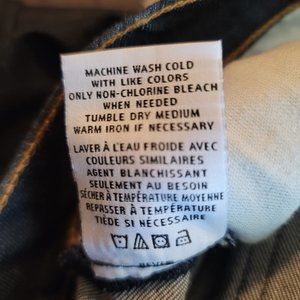 MACHINE WASH COLD
WITH LIKE COLORS
ONLY NON-CHLORINE BLEACH
WHEN NEEDED
TUMBLE DRY MEDIUM
WARM IRON IF NECESSARY
LAVER À L'EAU FROIDE AVEC
COULEURS SIMILAIRES
AGENT BLANCHISSANT
SEULEMENT AU BESOIN
SÉCHER À TEMPÉRATURE MOYENNE
REPASSER À TEMPÉRATURE
TIÈDE SI NÉCESSAIRE